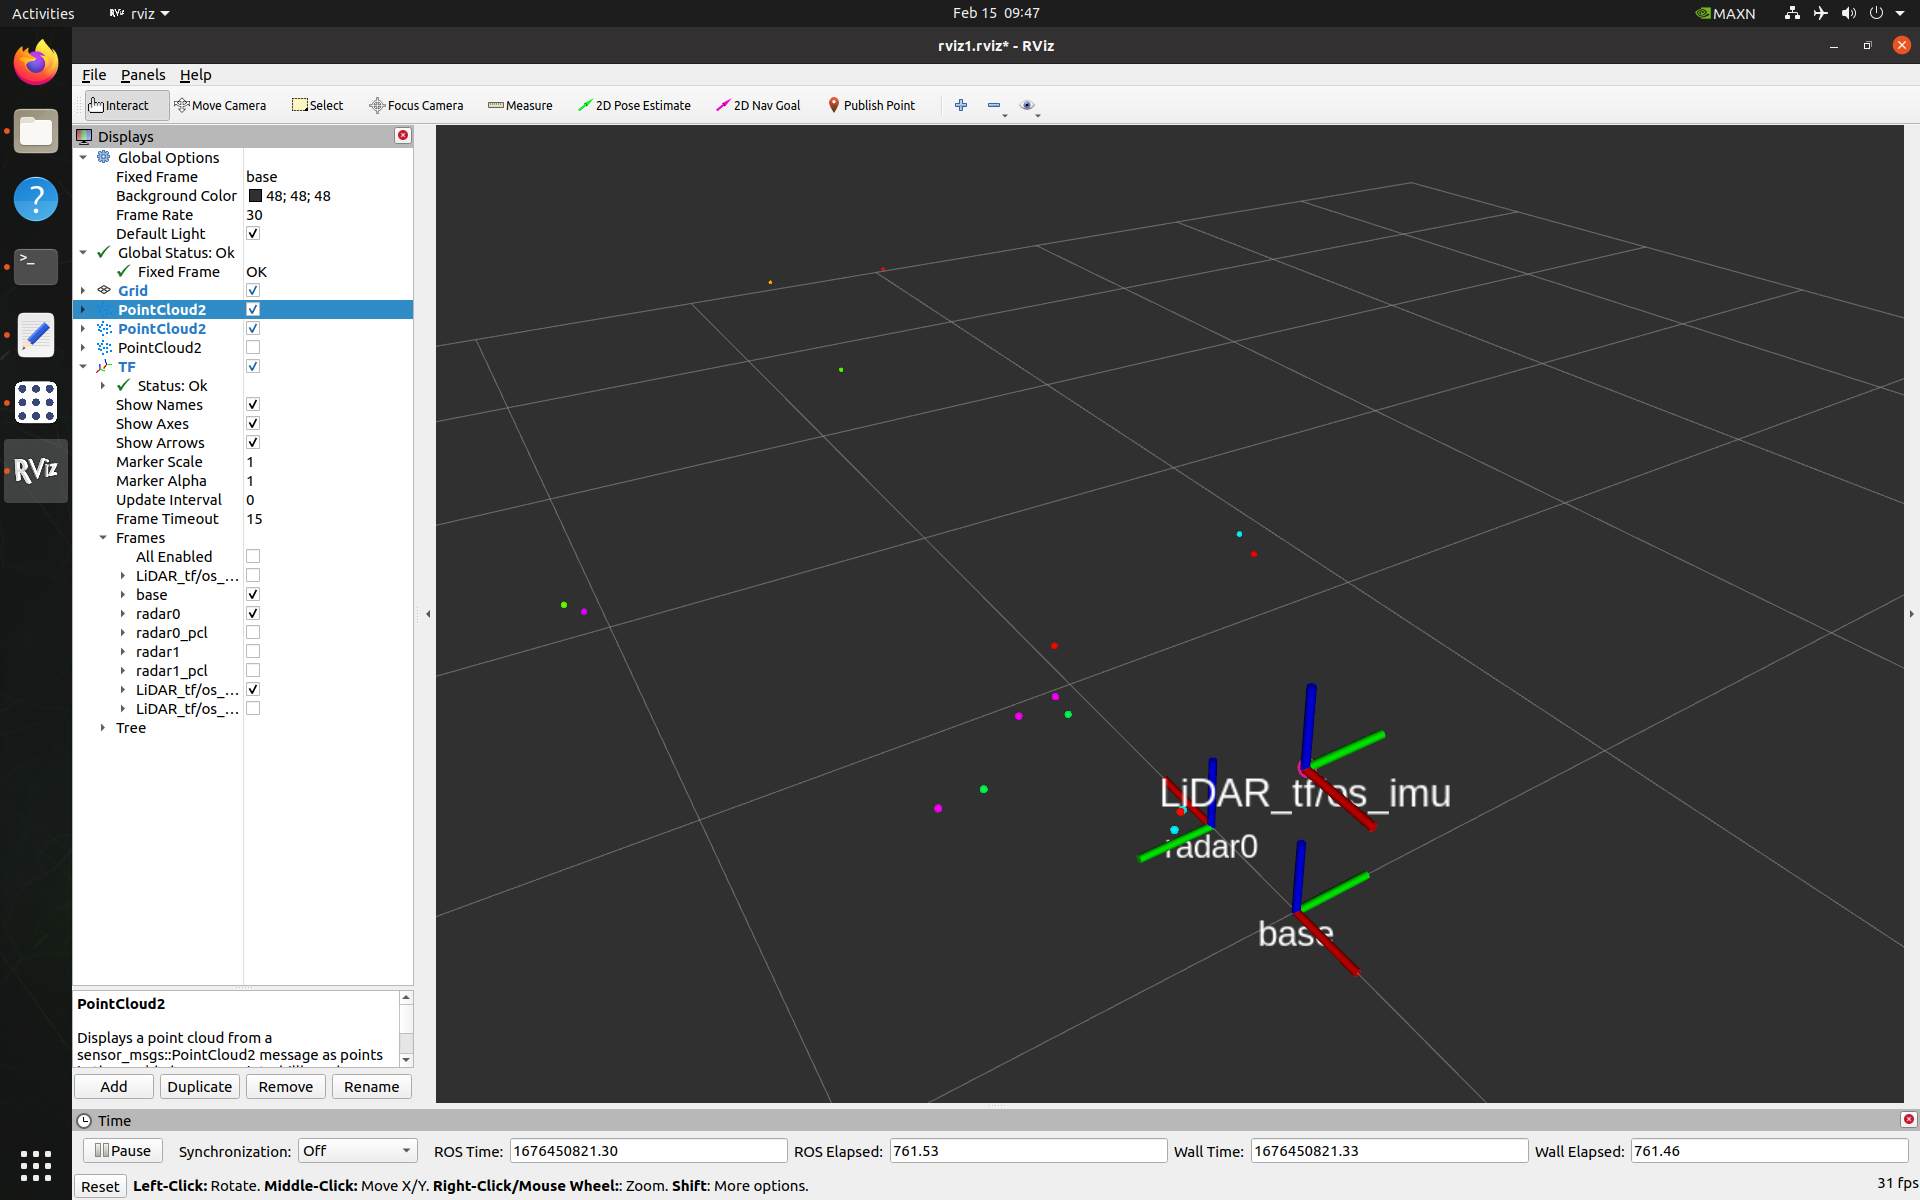 Activities
RViz
rviz
Feb 15 09:47
MAXN
rviz1.rviz* - RViz
File Panels Help
Interact Move Camera Select Focus Camera Measure 2D Pose Estimate 2D Nav Goal Publish Point
Displays
Global Options
Fixed Frame base
Background Color 48; 48; 48
Frame Rate 30
Default Light
Global Status: Ok
Fixed Frame OK
Grid
PointCloud2
PointCloud2
PointCloud2
TF
Status: Ok
Show Names
Show Axes
Show Arrows
Marker Scale 1
Marker Alpha 1
Update Interval 0
Frame Timeout 15
Frames
All Enabled
LiDAR_tf/os_...
base
radar0
radar0_pcl
radar1
radar1_pcl
LiDAR_tf/os_...
LiDAR_tf/os_...
Tree
RViz
LiDAR_tf/os_imu
radar0
base
PointCloud2
Displays a point cloud from a
sensor_msgs::PointCloud2 message as points
Add Duplicate Remove Rename
Time
Pause Synchronization: Off ROS Time: 1676450821.30 ROS Elapsed: 761.53 Wall Time: 1676450821.33 Wall Elapsed: 761.46
Reset Left-Click: Rotate. Middle-Click: Move X/Y. Right-Click/Mouse Wheel:: Zoom. Shift: More options. 31 fps